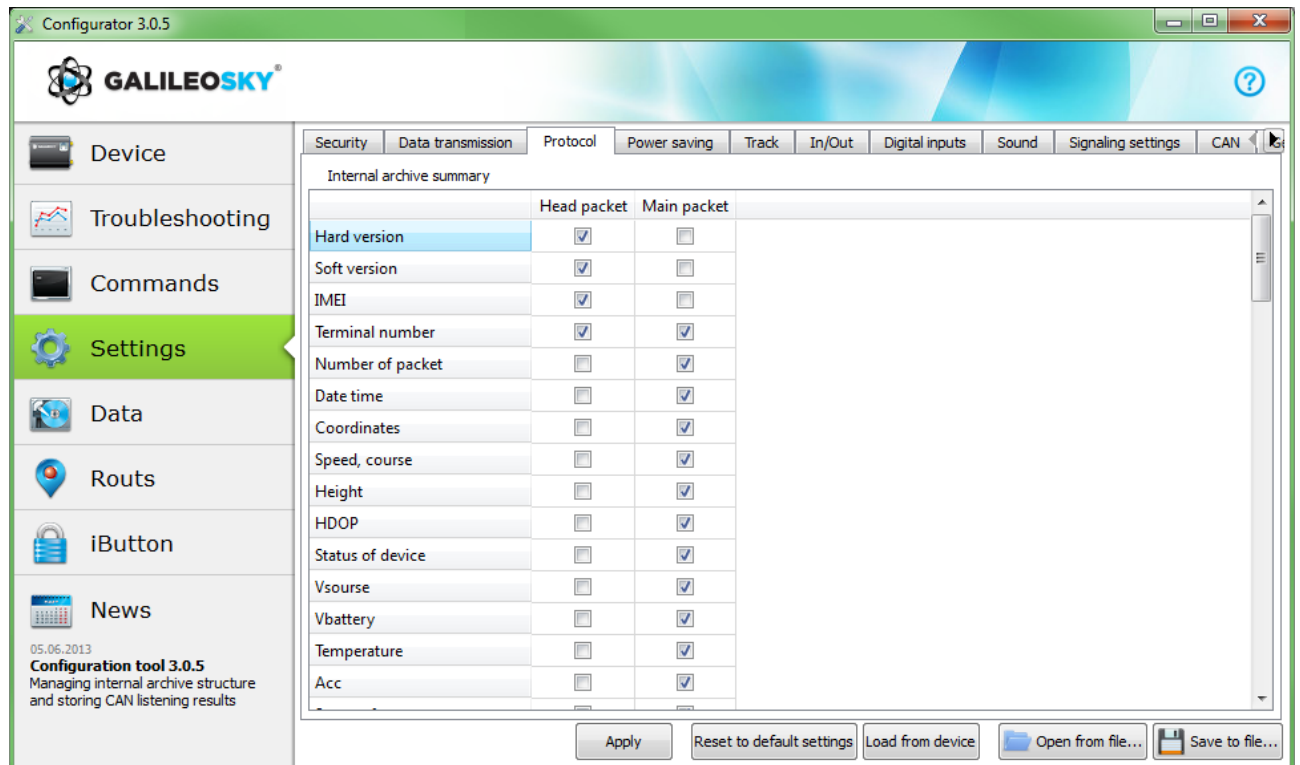 Configurator 3.0.5
GALILEOSKY®
Device
Troubleshooting
Commands
Settings
Data
Routs
iButton
News
05.06.2013
Configuration tool 3.0.5
Managing internal archive structure
and storing CAN listening results
Security Data transmission Protocol Power saving Track In/Out Digital inputs Sound Signaling settings CAN
Internal archive summary
Head packet Main packet
Hard version
Soft version
IMEI
Terminal number
Number of packet
Date time
Coordinates
Speed, course
Height
HDOP
Status of device
Vsourse
Vbattery
Temperature
Acc
Apply Reset to default settings Load from device Open from file... Save to file...